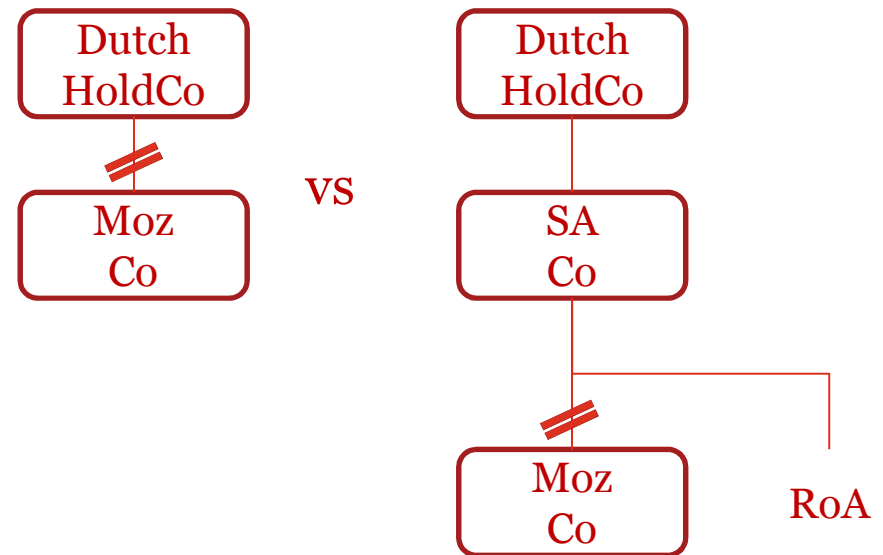 Dutch
HoldCo
Moz
Co
vs
Dutch
HoldCo
SA
Co
Moz
Co
RoA